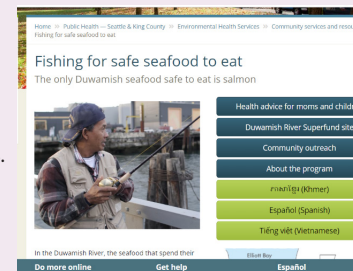 Home » Public Health — Seattle & King County » Environmental Health Services » Community services and resou
Fishing for safe seafood to eat
Fishing for safe seafood to eat
The only Duwamish seafood safe to eat is salmon
Health advice for moms and childr
Duwamish River Superfund site
Community outreach
About the program
ភាសាខ្មែរ (Khmer)
Español (Spanish)
Tiếng việt (Vietnamese)
In the Duwamish River, the seafood that spend their
Elliott Bay
Do more online
Get help
Español